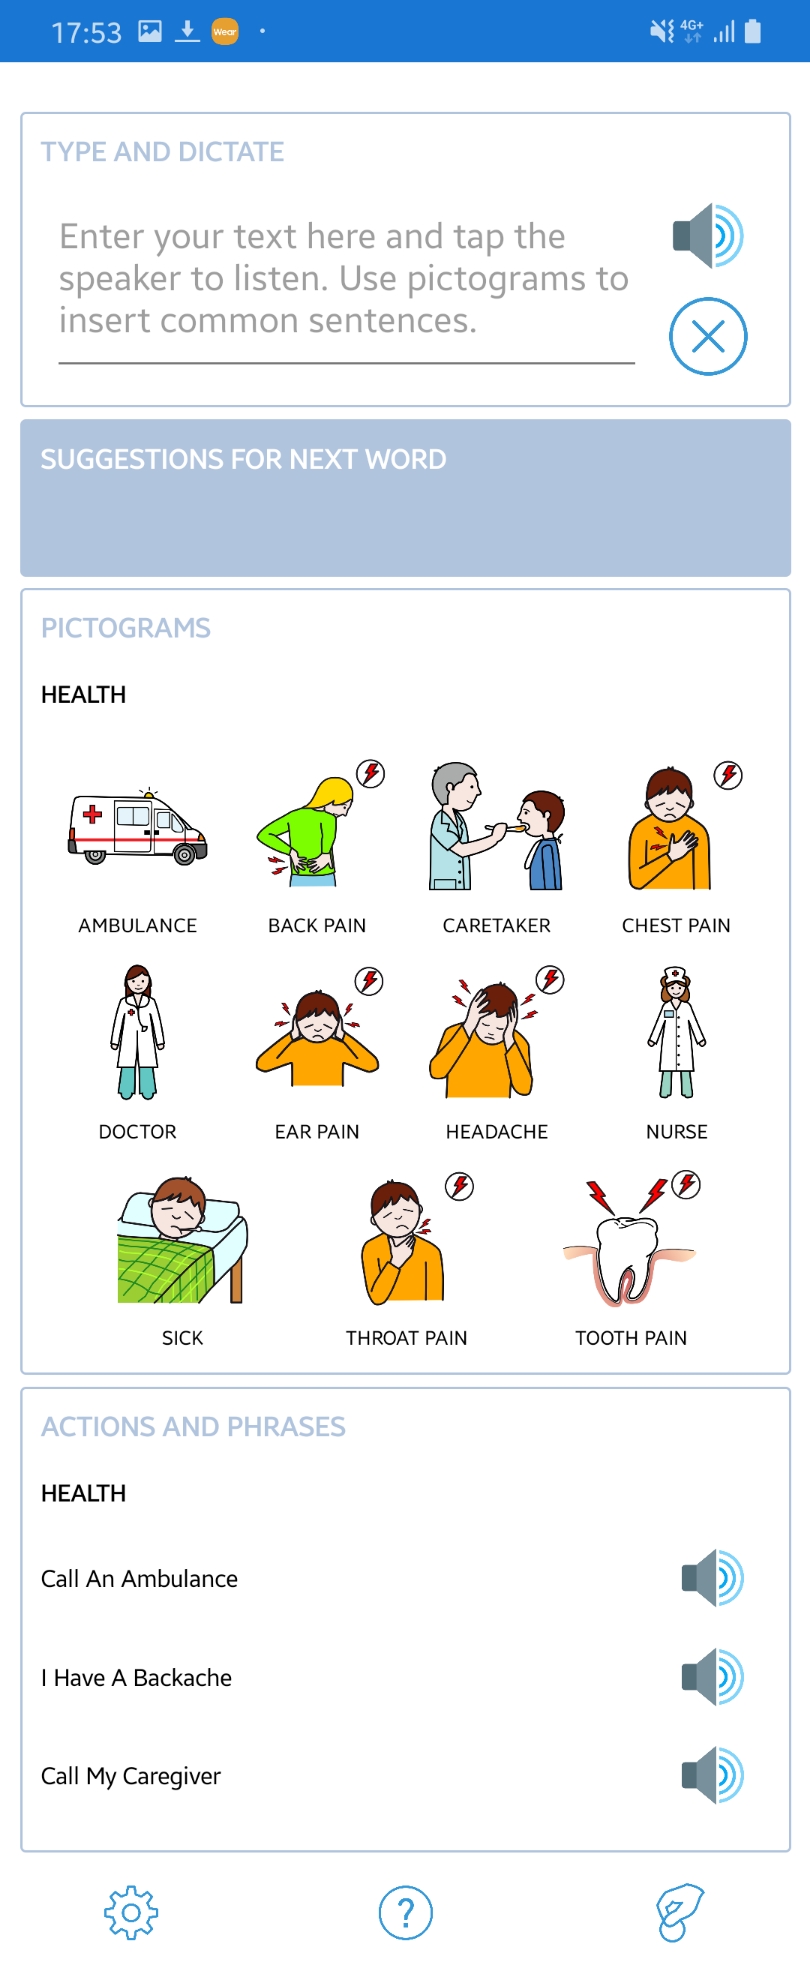 17:53 Wear 4G+
TYPE AND DICTATE
Enter your text here and tap the
speaker to listen. Use pictograms to
insert common sentences.
SUGGESTIONS FOR NEXT WORD
PICTOGRAMS
HEALTH
AMBULANCE BACK PAIN CARETAKER CHEST PAIN
DOCTOR EAR PAIN HEADACHE NURSE
SICK THROAT PAIN TOOTH PAIN
ACTIONS AND PHRASES
HEALTH
Call An Ambulance
I Have A Backache
Call My Caregiver
?